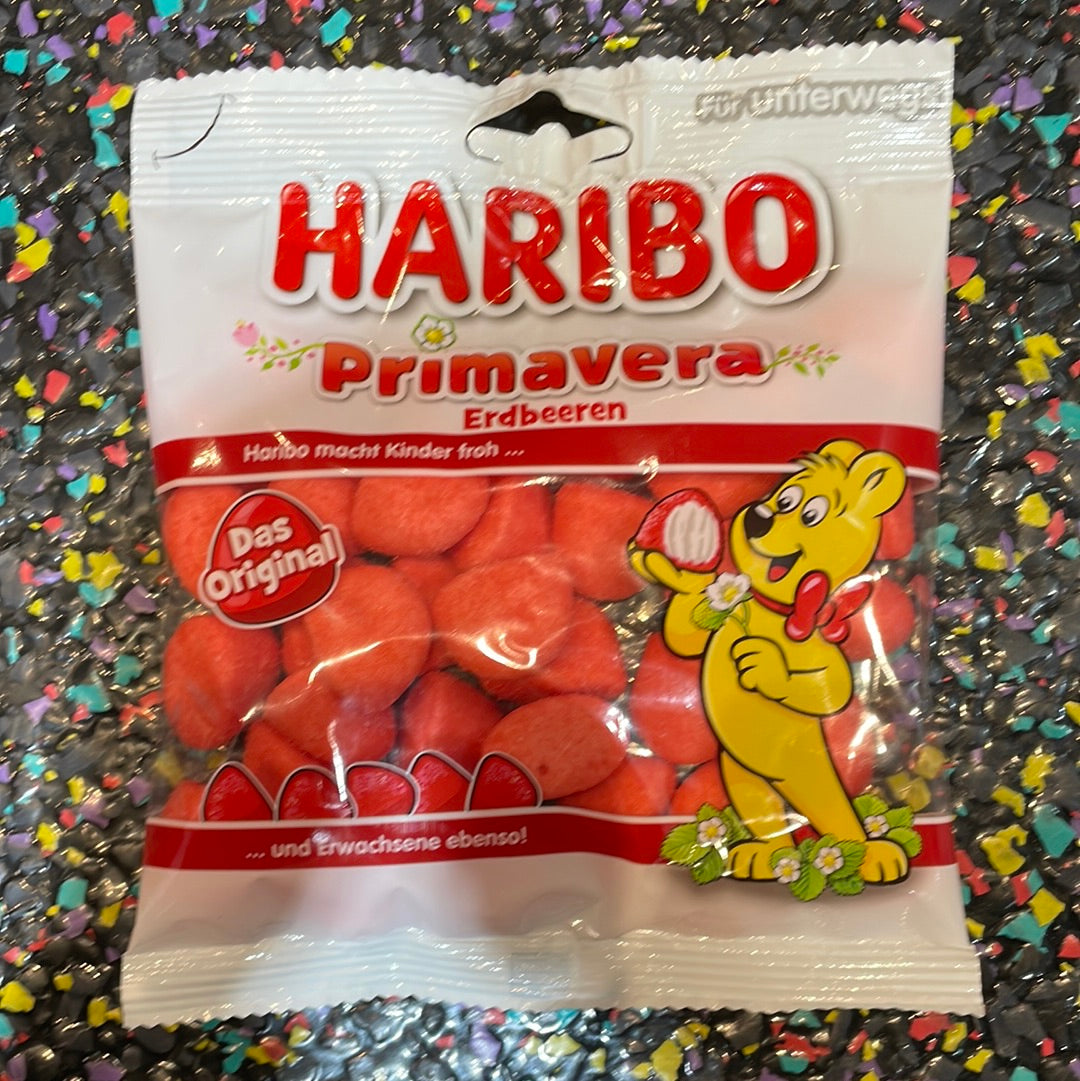 Für unterwegs
HARIBO
Primavera
Erdbeeren
Haribo macht Kinder froh ...
Das
Original
... und Erwachsene ebenso!